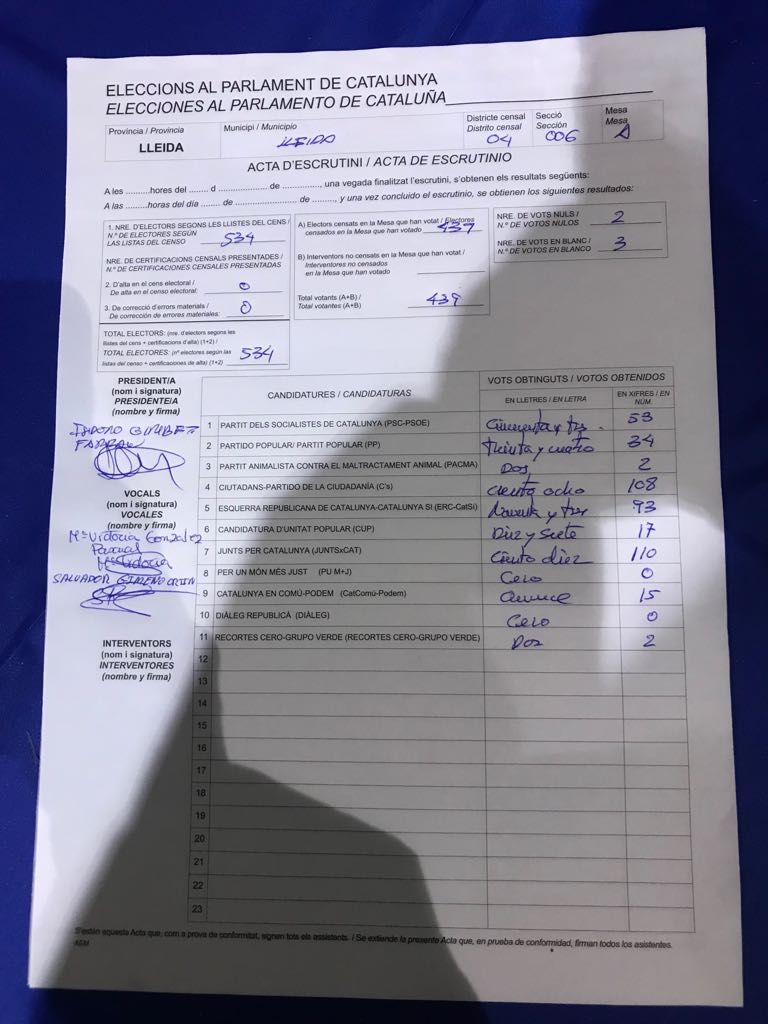 ELECCIONS AL PARLAMENT DE CATALUNYA
ELECCIONES AL PARLAMENTO DE CATALUÑA
Província / Provincia
LLEIDA
Municipi / Municipio
LLEIDA
Districte censal
Distrito censal
04
Secció
Sección
006
Mesa
Mesa
A
ACTA D'ESCRUTINI / ACTA DE ESCRUTINIO
A les .........hores del ........ d ..................... de ..............., una vegada finalitzat l'escrutini, s'obtenen els resultats següents:
A las .........horas del día ........ de ..................... de ..............., y una vez concluido el escrutinio, se obtienen los siguientes resultados:
1. NRE. D'ELECTORS SEGONS LES LLISTES DEL CENS /
N.º DE ELECTORES SEGÚN
LAS LISTAS DEL CENSO 534
NRE. DE CERTIFICACIONS CENSALS PRESENTADES /
N.º DE CERTIFICACIONES CENSALES PRESENTADAS
2. D'alta en el cens electoral /
De alta en el censo electoral: 0
3. De correcció d'errors materials /
De corrección de errores materiales: 0
TOTAL ELECTORS: (nre. d'electors segons les
llistes del cens + certificacions d'alta) (1+2) /
TOTAL ELECTORES: (nº electores según las
listas del censo + certificaciones de alta) (1+2) 534
A) Electors censats en la Mesa que han votat / Electores
censados en la Mesa que han votado 439
B) Interventors no censats en la Mesa que han votat /
Interventores no censados
en la Mesa que han votado
Total votants (A+B) /
Total votantes (A+B) 439
NRE. DE VOTS NULS /
N.º DE VOTOS NULOS 2
NRE. DE VOTS EN BLANC /
N.º DE VOTOS EN BLANCO 3
PRESIDENT/A
(nom i signatura)
PRESIDENTE/A
(nombre y firma)
VOCALS
(nom i signatura)
VOCALES
(nombre y firma)
Mª Victoria Gonzalez
Pascual
Mª Victoria
SALVADOR GIMENO
INTERVENTORS
(nom i signatura)
INTERVENTORES
(nombre y firma)
CANDIDATURES / CANDIDATURAS
VOTS OBTINGUTS / VOTOS OBTENIDOS
EN LLETRES / EN LETRA
EN XIFRES / EN NÚM.
1 PARTIT DELS SOCIALISTES DE CATALUNYA (PSC-PSOE) Cincuenta y tres 53
2 PARTIDO POPULAR/ PARTIT POPULAR (PP) treinta y cuatro 34
3 PARTIT ANIMALISTA CONTRA EL MALTRACTAMENT ANIMAL (PACMA) Dos 2
4 CIUTADANS-PARTIDO DE LA CIUDADANÍA (C's) ciento ocho 108
5 ESQUERRA REPUBLICANA DE CATALUNYA-CATALUNYA SÍ (ERC-CatSí) noventa y tres 93
6 CANDIDATURA D'UNITAT POPULAR (CUP) Diez y siete 17
7 JUNTS PER CATALUNYA (JUNTSxCAT) Ciento diez 110
8 PER UN MÓN MÉS JUST (PU M+J) Cero 0
9 CATALUNYA EN COMÚ-PODEM (CatComú-Podem) Quince 15
10 DIÀLEG REPUBLICÀ (DIÀLEG) Cero 0
11 RECORTES CERO-GRUPO VERDE (RECORTES CERO-GRUPO VERDE) Dos 2
12
13
14
15
16
17
18
19
20
21
22
23
S'estén aquesta Acta que, com a prova de conformitat, signen tots els assistents. / Se extiende la presente Acta que, en prueba de conformidad, firman todos los asistentes.